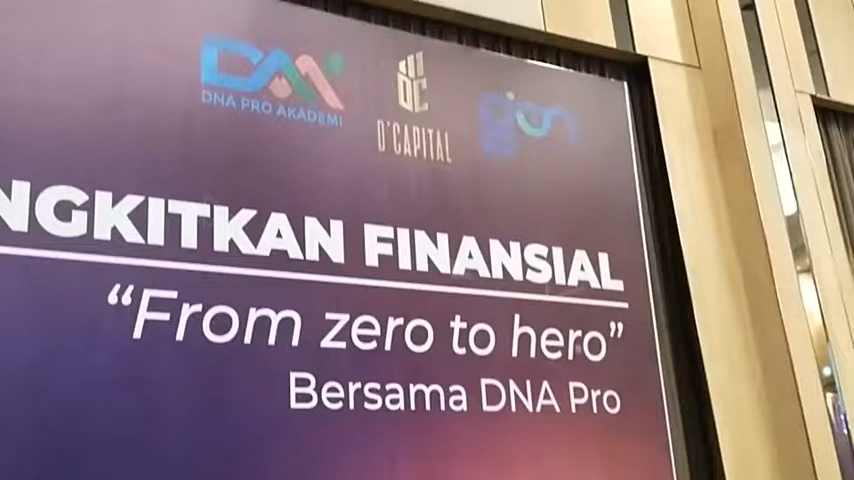 DNA PRO AKADEMI
D'CAPITAL
NGKITKAN FINANSIAL
“From zero to hero”
Bersama DNA Pro